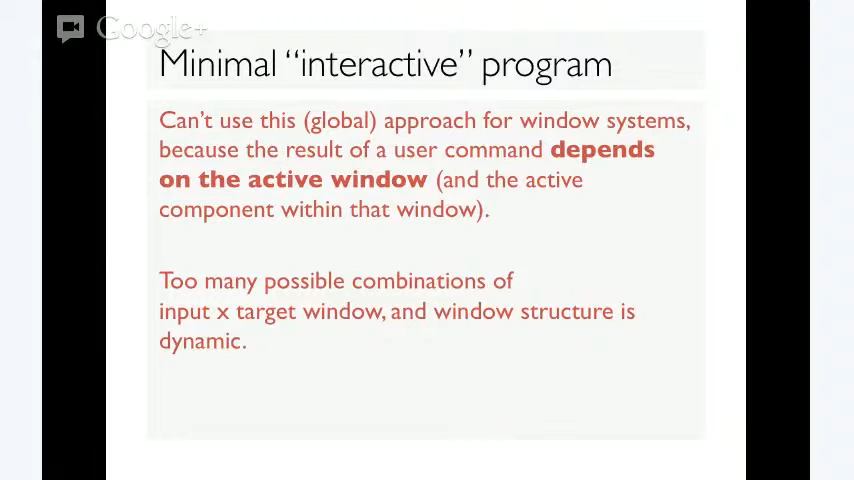 Google+
Minimal “interactive” program
Can’t use this (global) approach for window systems,
because the result of a user command depends
on the active window (and the active
component within that window).
Too many possible combinations of
input x target window, and window structure is
dynamic.